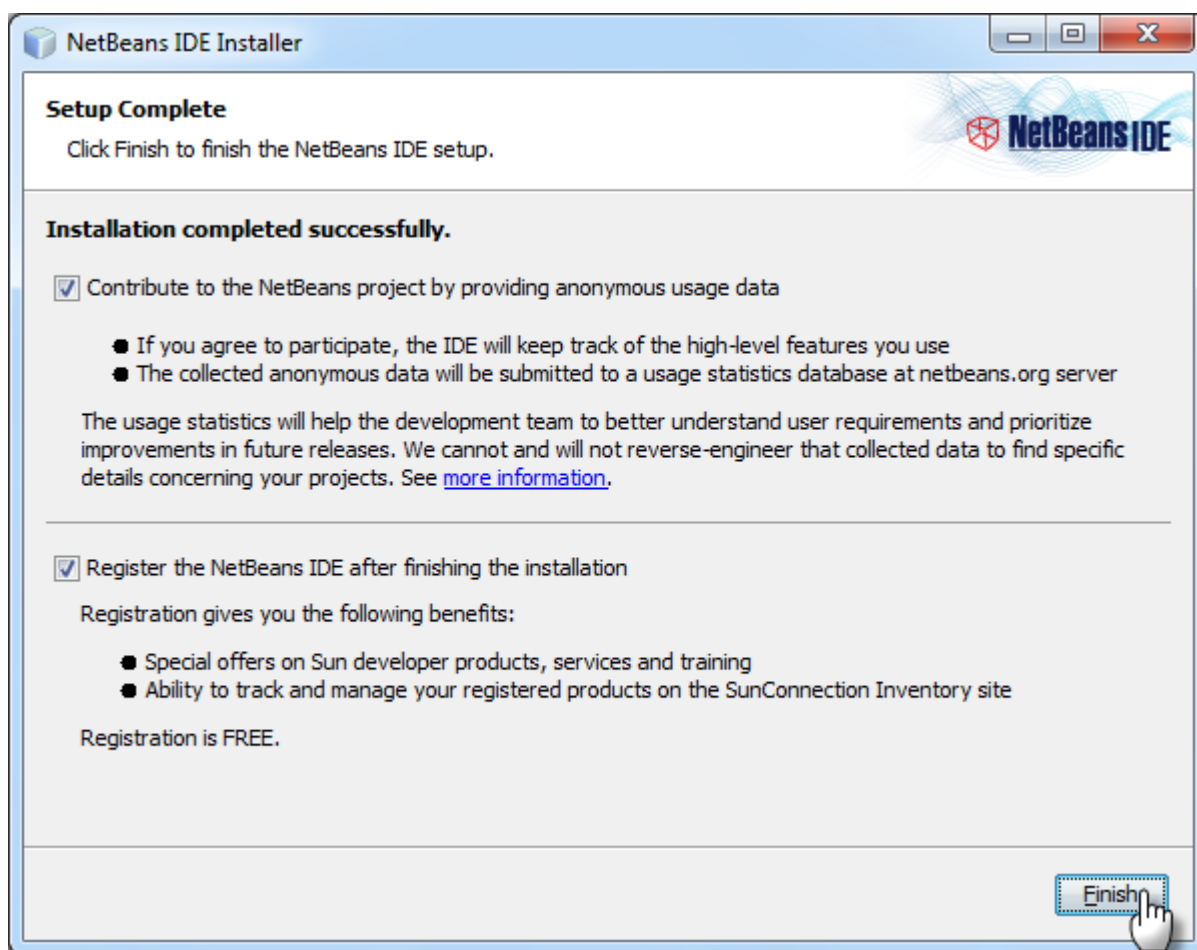 NetBeans IDE Installer
Setup Complete
Click Finish to finish the NetBeans IDE setup.
NetBeans IDE
Installation completed successfully.
Contribute to the NetBeans project by providing anonymous usage data
If you agree to participate, the IDE will keep track of the high-level features you use
The collected anonymous data will be submitted to a usage statistics database at netbeans.org server
The usage statistics will help the development team to better understand user requirements and prioritize
improvements in future releases. We cannot and will not reverse-engineer that collected data to find specific
details concerning your projects. See more information.
Register the NetBeans IDE after finishing the installation
Registration gives you the following benefits:
Special offers on Sun developer products, services and training
Ability to track and manage your registered products on the SunConnection Inventory site
Registration is FREE.
Finish